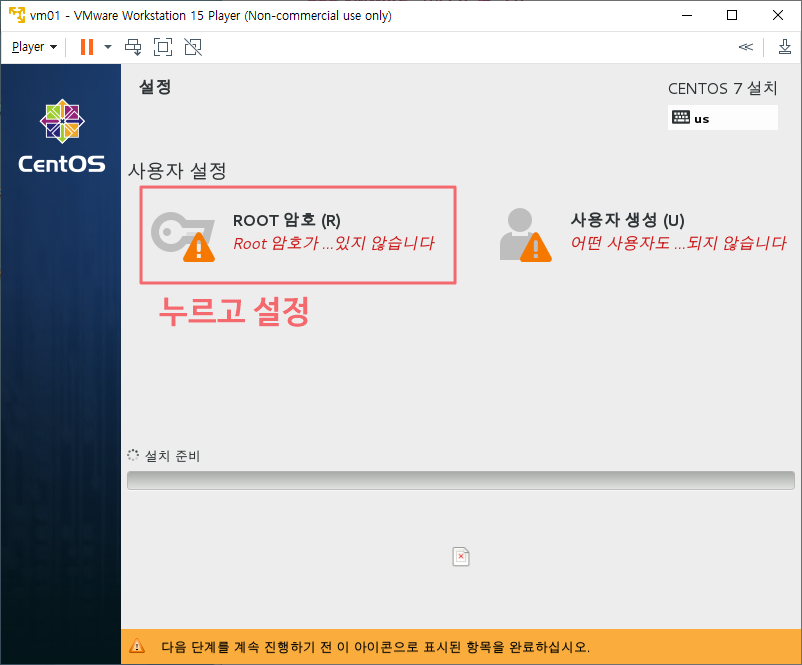 vm01 - VMware Workstation 15 Player (Non-commercial use only)
Player
설정
CENTOS 7 설치
us
CentOS
사용자 설정
ROOT 암호 (R)
Root 암호가 ...있지 않습니다
사용자 생성 (U)
어떤 사용자도 ...되지 않습니다
누르고 설정
설치 준비
다음 단계를 계속 진행하기 전 이 아이콘으로 표시된 항목을 완료하십시오.